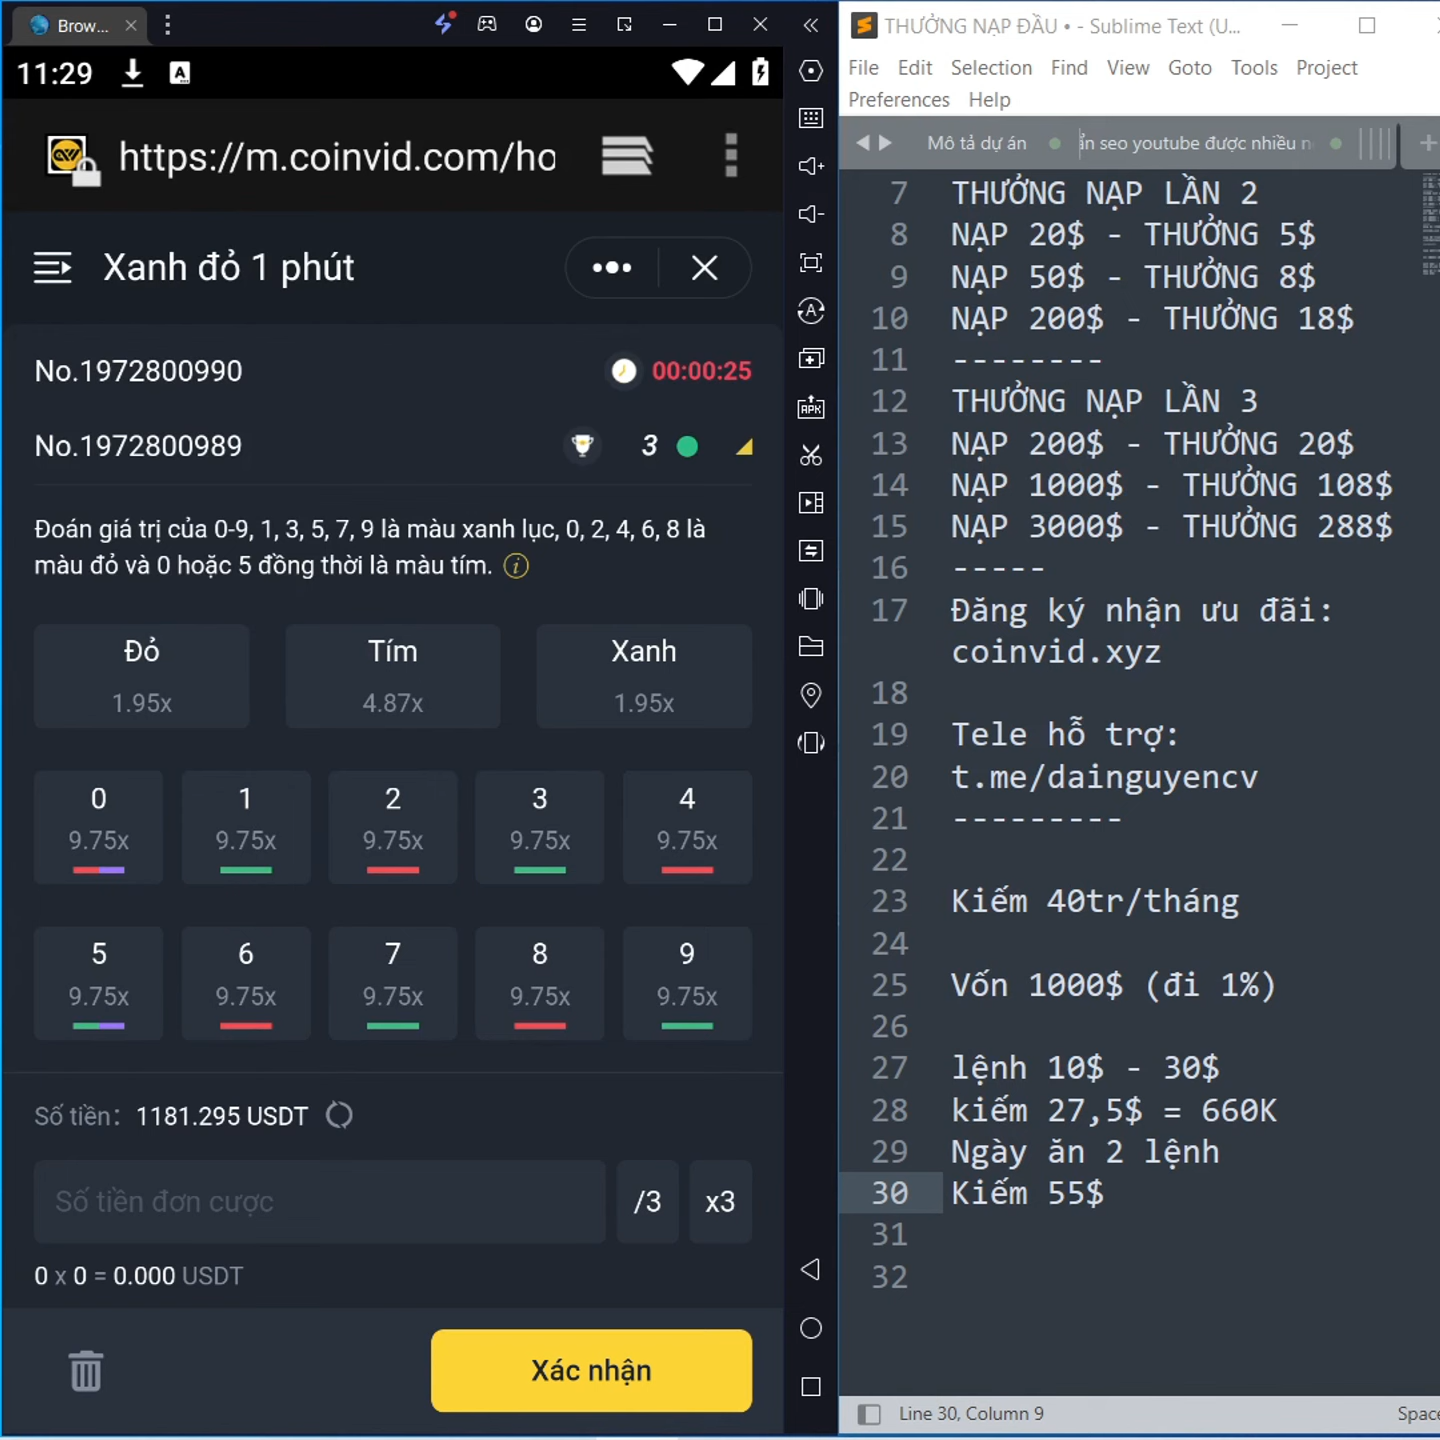 Brow...
11:29
A
https://m.coinvid.com/ho
Xanh đỏ 1 phút
No.1972800990
00:00:25
No.1972800989
3
Đoán giá trị của 0-9, 1, 3, 5, 7, 9 là màu xanh lục, 0, 2, 4, 6, 8 là
màu đỏ và 0 hoặc 5 đồng thời là màu tím.
Đỏ Tím Xanh
1.95x 4.87x 1.95x
0 1 2 3 4
9.75x 9.75x 9.75x 9.75x 9.75x
5 6 7 8 9
9.75x 9.75x 9.75x 9.75x 9.75x
Số tiền: 1181.295 USDT
Số tiền đơn cược
/3
x3
0 x 0 = 0.000 USDT
Xác nhận
A
APK
THƯỞNG NẠP ĐẦU • - Sublime Text (U...
File Edit Selection Find View Goto Tools Project
Preferences Help
Mô tả dự án
ẩn seo youtube được nhiều n
7 THƯỞNG NẠP LẦN 2
8 NẠP 20$ - THƯỞNG 5$
9 NẠP 50$ - THƯỞNG 8$
10 NẠP 200$ - THƯỞNG 18$
11 --------
12 THƯỞNG NẠP LẦN 3
13 NẠP 200$ - THƯỞNG 20$
14 NẠP 1000$ - THƯỞNG 108$
15 NẠP 3000$ - THƯỞNG 288$
16 -----
17 Đăng ký nhận ưu đãi:
coinvid.xyz
18
19 Tele hỗ trợ:
20 t.me/dainguyencv
21 ---------
22
23 Kiếm 40tr/tháng
24
25 Vốn 1000$ (đi 1%)
26
27 lệnh 10$ - 30$
28 kiếm 27,5$ = 660K
29 Ngày ăn 2 lệnh
30 Kiếm 55$
31
32
Line 30, Column 9
Space